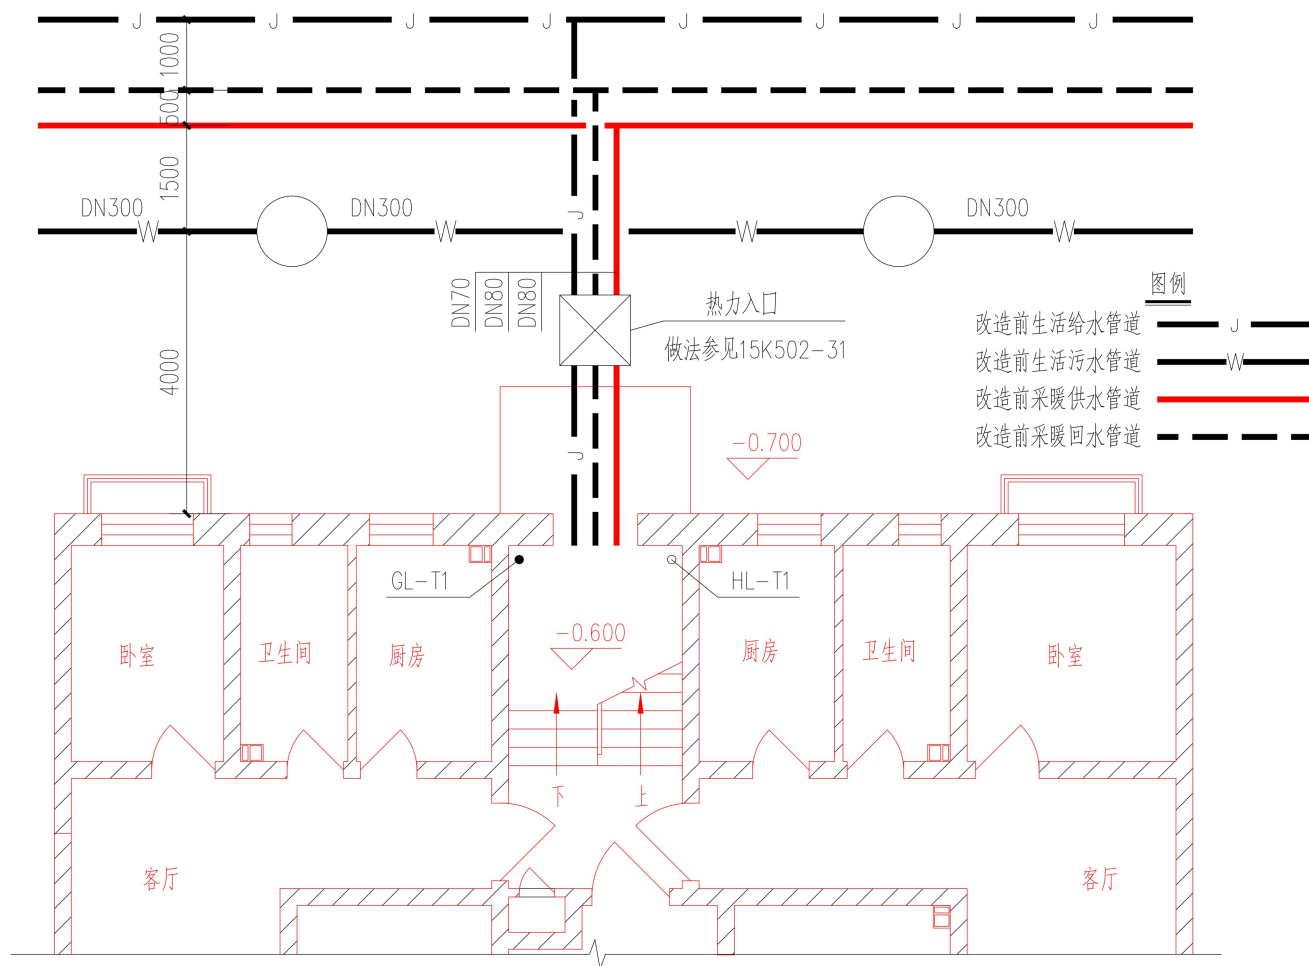 J J J J J J J J
1000
500
1500
4000
DN300 W DN300 W W DN300 W
J
DN70
DN80
DN80
热力入口
做法参见15K502-31
图例
改造前生活给水管道 J
改造前生活污水管道 W
改造前采暖供水管道
改造前采暖回水管道
J
-0.700
GL-T1
HL-T1
-0.600
卧室 卫生间 厨房 厨房 卫生间 卧室
下 上
客厅 客厅